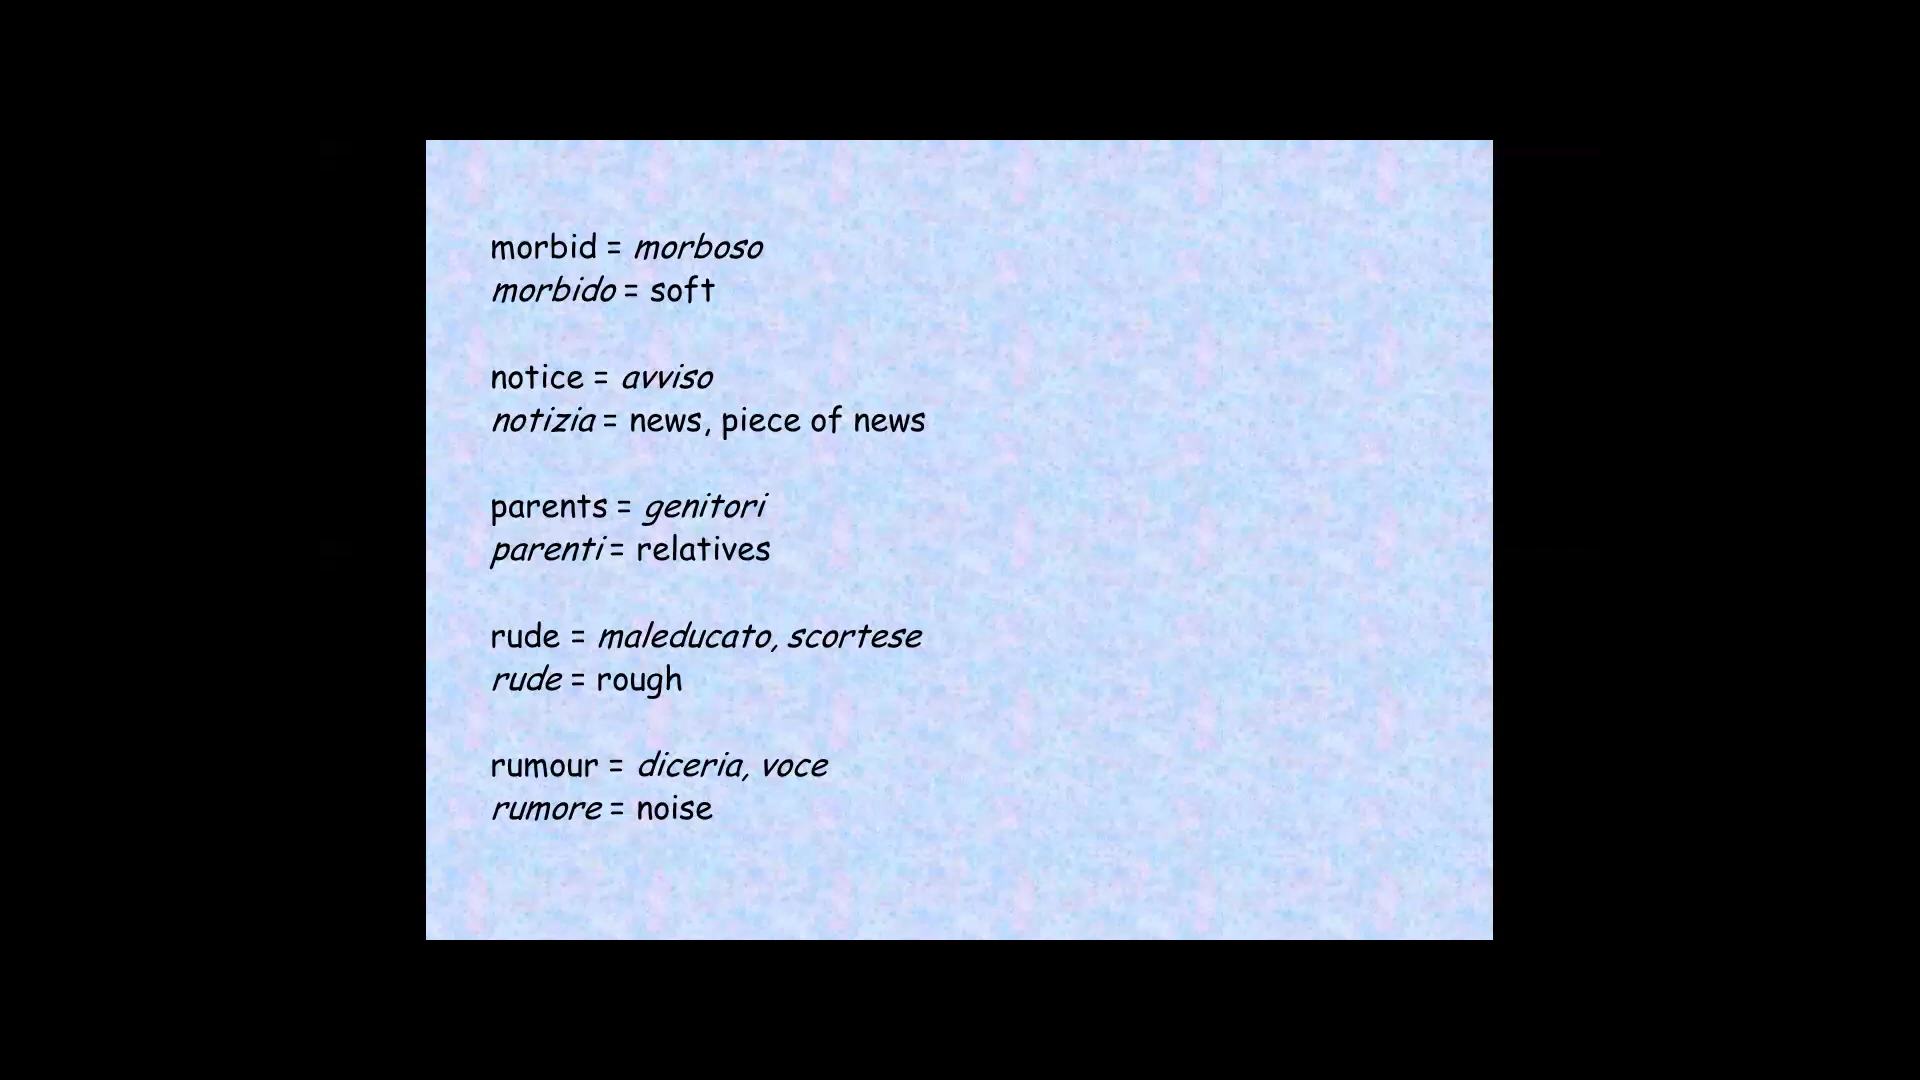 morbid = morboso
morbido = soft
notice = avviso
notizia = news, piece of news
parents = genitori
parenti = relatives
rude = maleducato, scortese
rude = rough
rumour = diceria, voce
rumore = noise